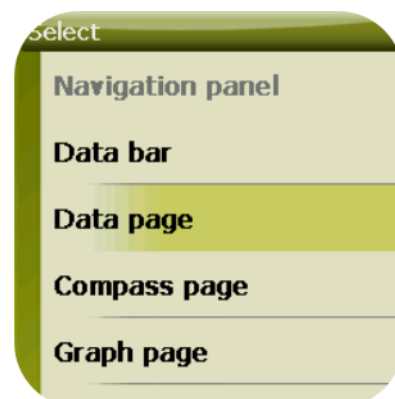 Select
Navigation panel
Data bar
Data page
Compass page
Graph page